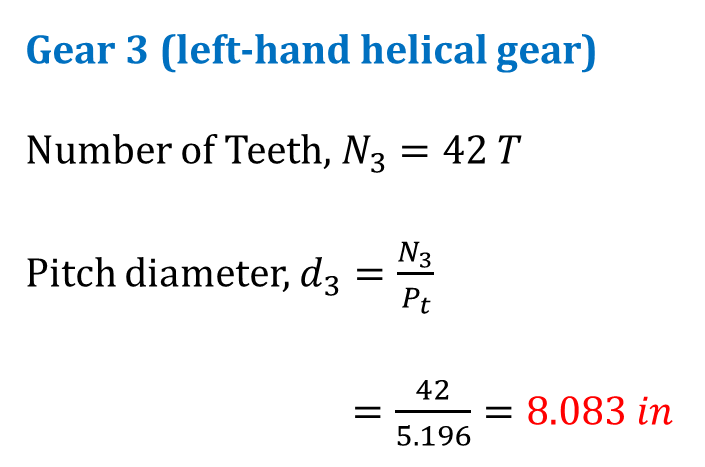 Gear 3 (left-hand helical gear)
Number of Teeth, N₃ = 42 T
Pitch diameter, d₃ = N₃/Pₜ
= 42/5.196 = 8.083 in